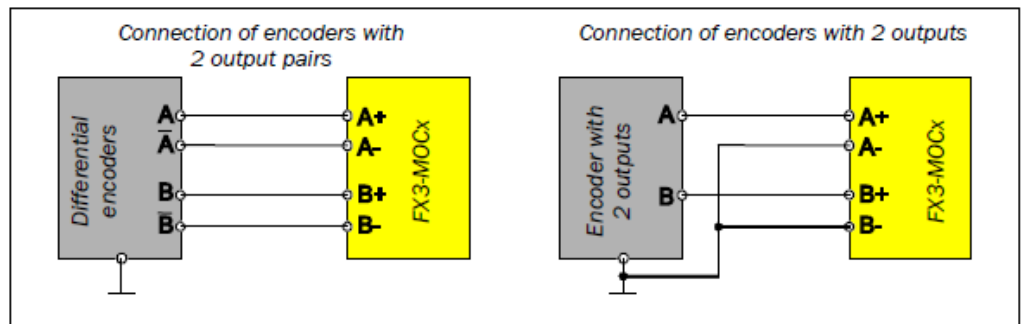 Connection of encoders with
2 output pairs
Differential
encoders
A
A̅
B
B̅
A+
A-
B+
B-
FX3-MOCx
Connection of encoders with 2 outputs
Encoder with
2 outputs
A
B
A+
A-
B+
B-
FX3-MOCx